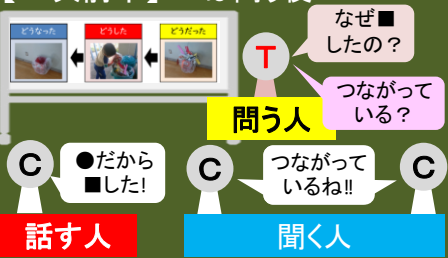 どうなった
どうした
どうだった
なぜ■
したの？
T
つながって
いる？
問う人
C
●だから
■した!
C
つながって
いるね!!
C
話す人
聞く人